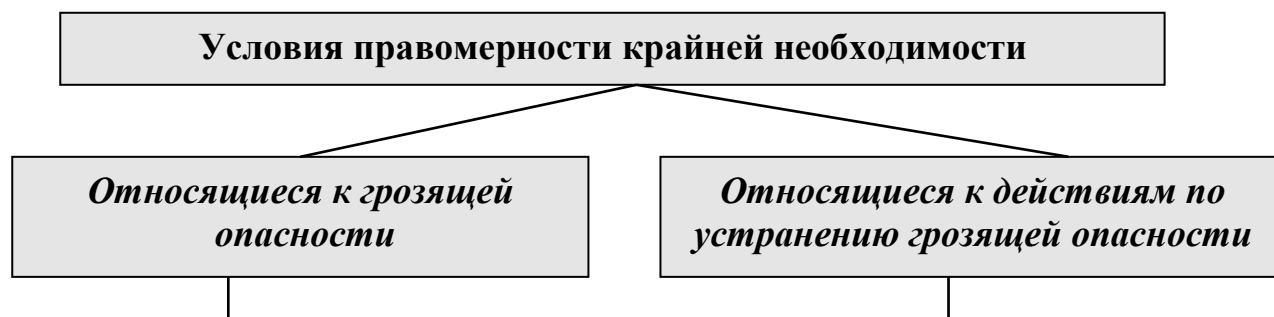 Условия правомерности крайней необходимости
Относящиеся к грозящей
опасности
Относящиеся к действиям по
устранению грозящей опасности